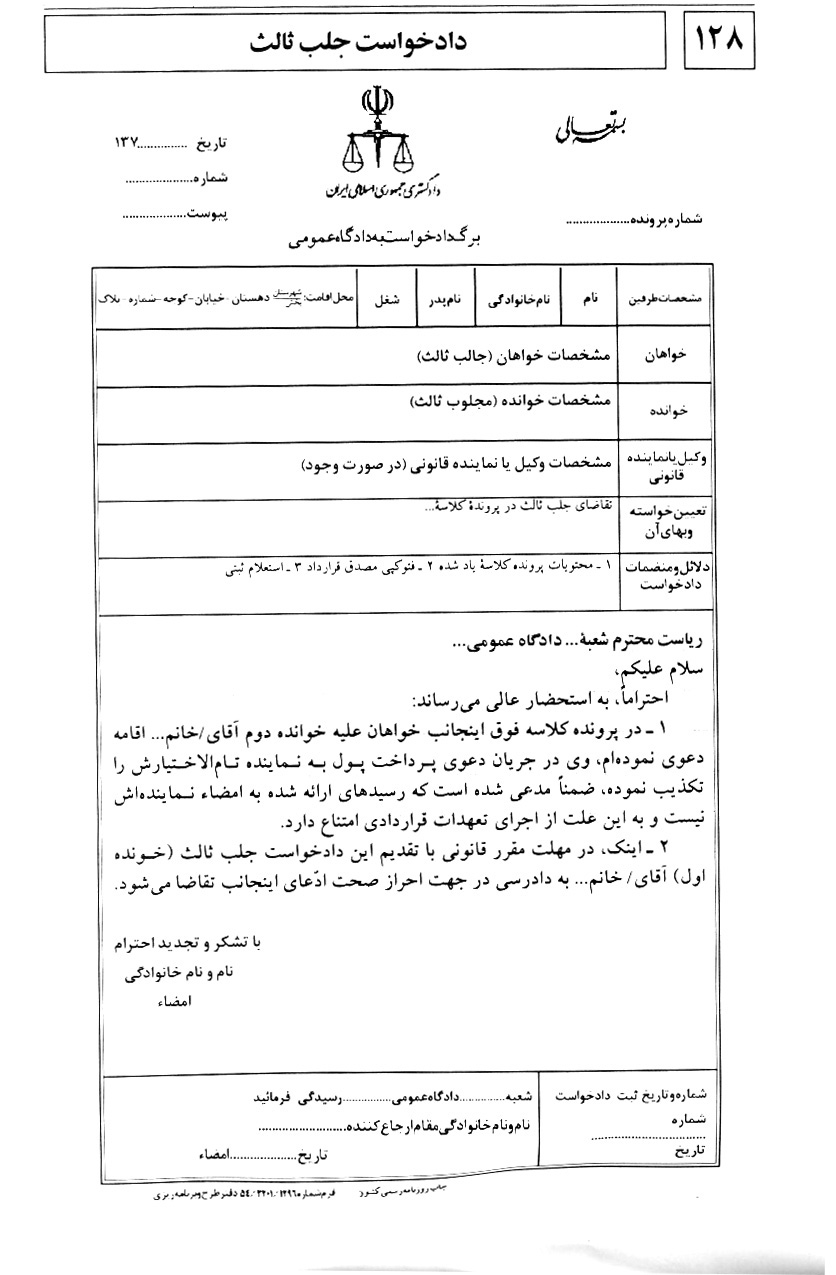 ۱۲۸
دادخواست جلب ثالث
بسمه تعالی
دادگستری جمهوری اسلامی ایران
تاریخ ..............۱۳۷
شماره....................
پیوست...................
شماره پرونده...................
برگ دادخواست به دادگاه عمومی
مشخصات طرفین
نام
نام خانوادگی
نام پدر
شغل
محل اقامت: شهرستان بخش دهستان - خیابان - کوچه - شماره - پلاک
خواهان
مشخصات خواهان (جالب ثالث)
خوانده
مشخصات خوانده (مجلوب ثالث)
وکیل یا نماینده قانونی
مشخصات وکیل یا نماینده قانونی (در صورت وجود)
تعیین خواسته وبهای آن
تقاضای جلب ثالث در پروندهٔ کلاسهٔ...
دلائل و منضمات دادخواست
۱ ـ محتویات پرونده کلاسهٔ یاد شده ۲ ـ فتوکپی مصدق قرارداد ۳ ـ استعلام ثبتی
ریاست محترم شعبهٔ... دادگاه عمومی...
سلام علیکم،
احتراماً، به استحضار عالی می‌رساند:
۱ ـ در پرونده کلاسه فوق اینجانب خواهان علیه خوانده دوم آقای/خانم... اقامه
دعوی نموده‌ام، وی در جریان دعوی پرداخت پول به نماینده تام‌الاختیارش را
تکذیب نموده، ضمناً مدعی شده است که رسیدهای ارائه شده به امضاء نماینده‌اش
نیست و به این علت از اجرای تعهدات قراردادی امتناع دارد.
۲ ـ اینک، در مهلت مقرر قانونی با تقدیم این دادخواست جلب ثالث (خونده
اول) آقای/ خانم... به دادرسی در جهت احراز صحت ادّعای اینجانب تقاضا می‌شود.
با تشکر و تجدید احترام
نام و نام خانوادگی
امضاء
شماره و تاریخ ثبت دادخواست
شماره
................................
تاریخ
شعبه..............دادگاه عمومی...............رسیدگی فرمائید
نام و نام خانوادگی مقام ارجاع کننده..........................
تاریخ....................امضاء
چاپ روزنامه رسمی کشور
فرم شماره ۱۲۹۶/ ۳۲۰۱/ ۵۴ دفتر طرح و برنامه ریزی